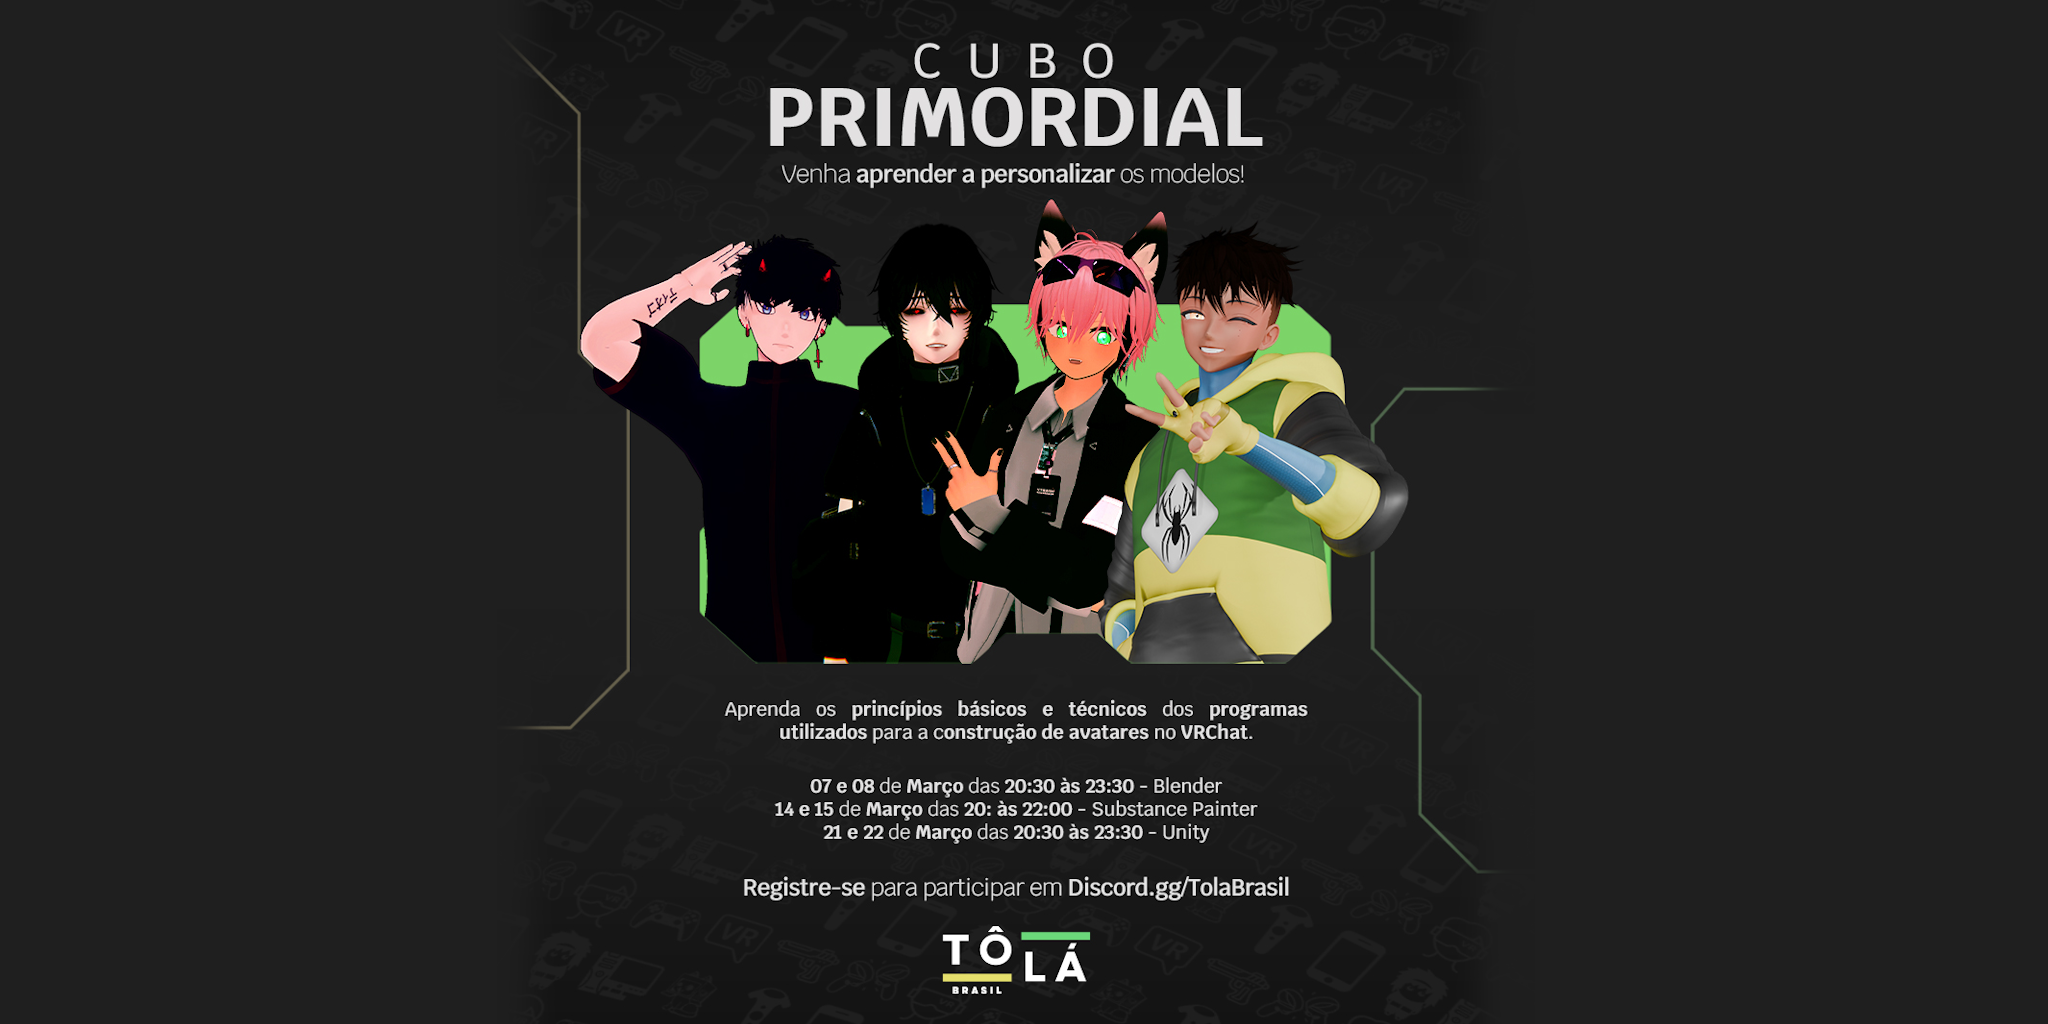 CUBO
PRIMORDIAL
Venha aprender a personalizar os modelos!
Aprenda os princípios básicos e técnicos dos programas
utilizados para a construção de avatares no VRChat.
07 e 08 de Março das 20:30 às 23:30 - Blender
14 e 15 de Março das 20: às 22:00 - Substance Painter
21 e 22 de Março das 20:30 às 23:30 - Unity
Registre-se para participar em Discord.gg/TolaBrasil
TÔ LÁ
BRASIL